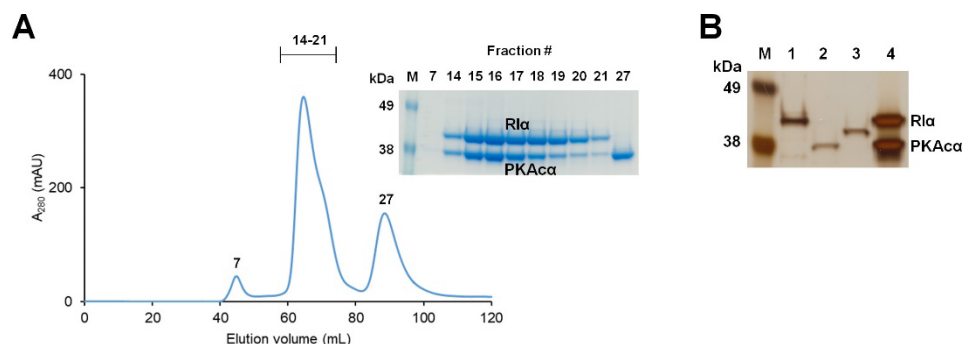 A
14-21
Fraction #
kDa M 7 14 15 16 17 18 19 20 21 27
49
38
RIα
PKAcα
400
200
0
A280 (mAU)
7
27
0 20 40 60 80 100 120
Elution volume (mL)
B
M 1 2 3 4
kDa
49
38
RIα
PKAcα